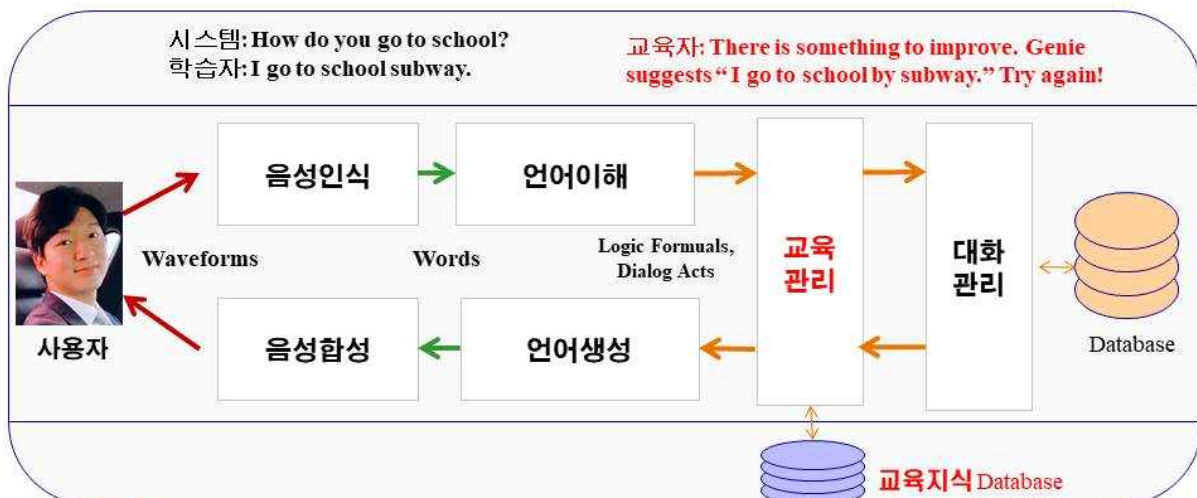 시스템: How do you go to school?
학습자: I go to school subway.
교육자: There is something to improve. Genie
suggests “ I go to school by subway.” Try again!
음성인식
언어이해
Waveforms
Words
Logic Formuals,
Dialog Acts
교육
관리
대화
관리
사용자
음성합성
언어생성
Database
교육지식 Database